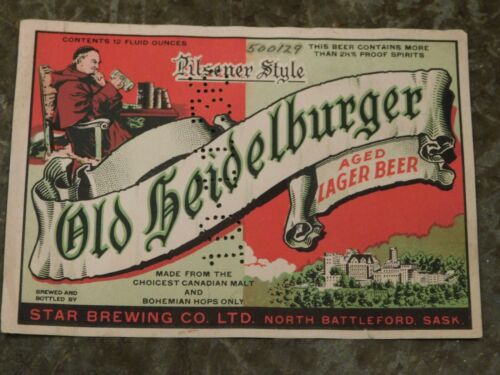 CONTENTS 12 FLUID OUNCES
500129
THIS BEER CONTAINS MORE
THAN 2½% PROOF SPIRITS
Pilsener Style
Old Heidelburger
AGED
LAGER BEER
MADE FROM THE
CHOICEST CANADIAN MALT
AND
BOHEMIAN HOPS ONLY
BREWED AND
BOTTLED BY
STAR BREWING CO. LTD. NORTH BATTLEFORD, SASK.